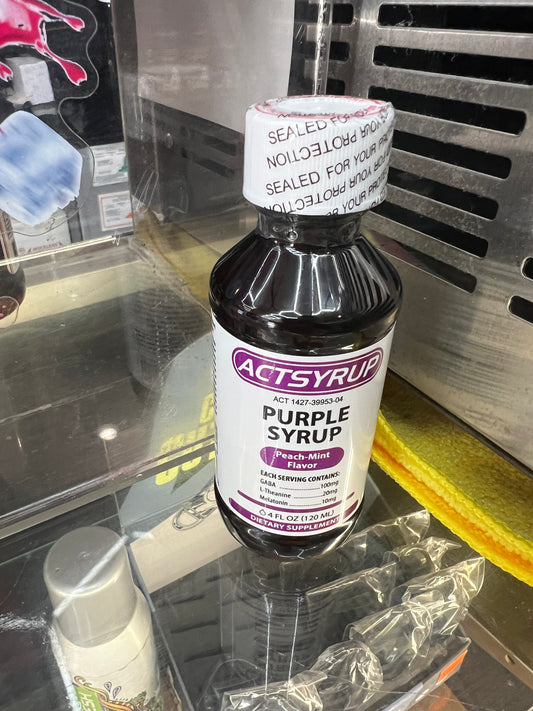 SEALED FOR YOUR PROTECTION
SEALED FOR YOUR PROTECTION
ACTSYRUP
ACT 1427-39953-04
PURPLE
SYRUP
Peach-Mint
Flavor
EACH SERVING CONTAINS:
GABA 100mg
L-Theanine 20mg
Melatonin 10mg
4 FL OZ (120 ML)
DIETARY SUPPLEMENT